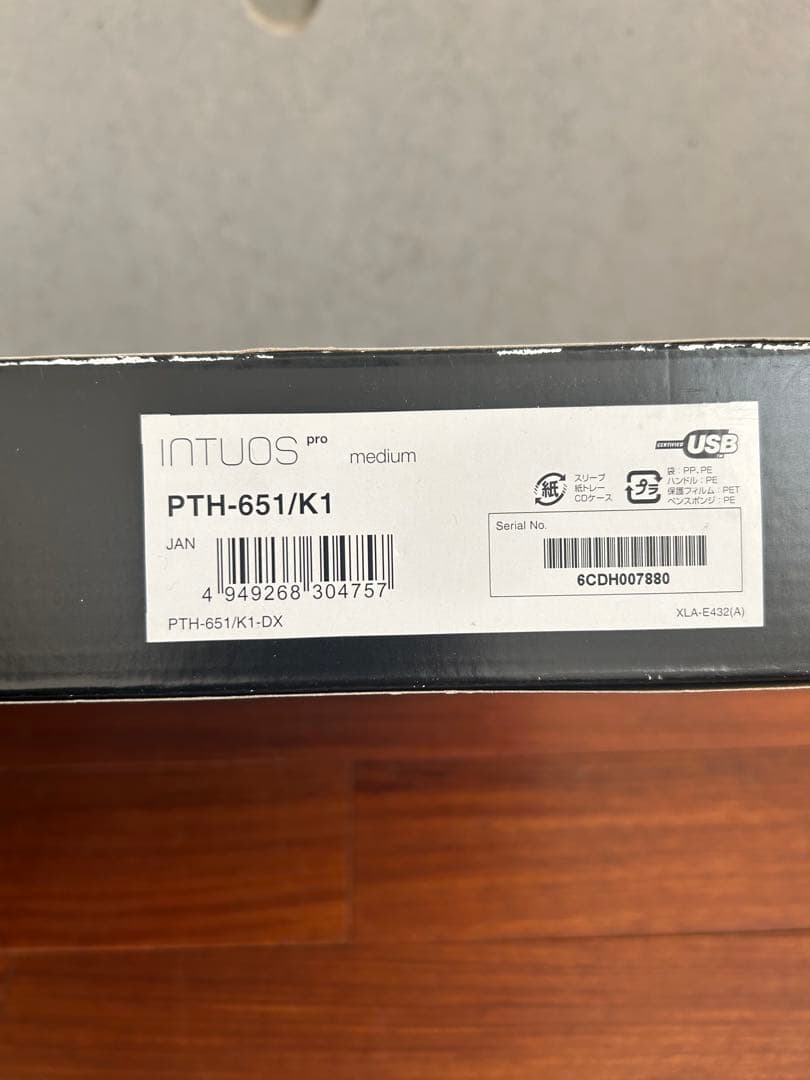 INTUOS pro medium
CERTIFIED USB™
PTH-651/K1
紙
スリーブ
紙トレー
CDケース
プラ
袋：PP, PE
ハンドル：PE
保護フィルム：PET
ペンスポンジ：PE
JAN
4 949268 304757
PTH-651/K1-DX
Serial No.
6CDH007880
XLA-E432(A)